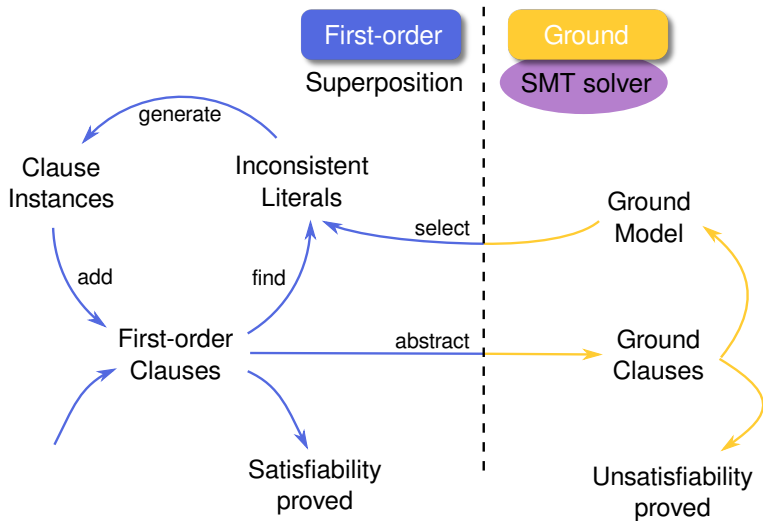 First-order
Ground
Superposition
SMT solver
generate
Clause
Instances
Inconsistent
Literals
select
Ground
Model
add
find
First-order
Clauses
abstract
Ground
Clauses
Satisfiability
proved
Unsatisfiability
proved